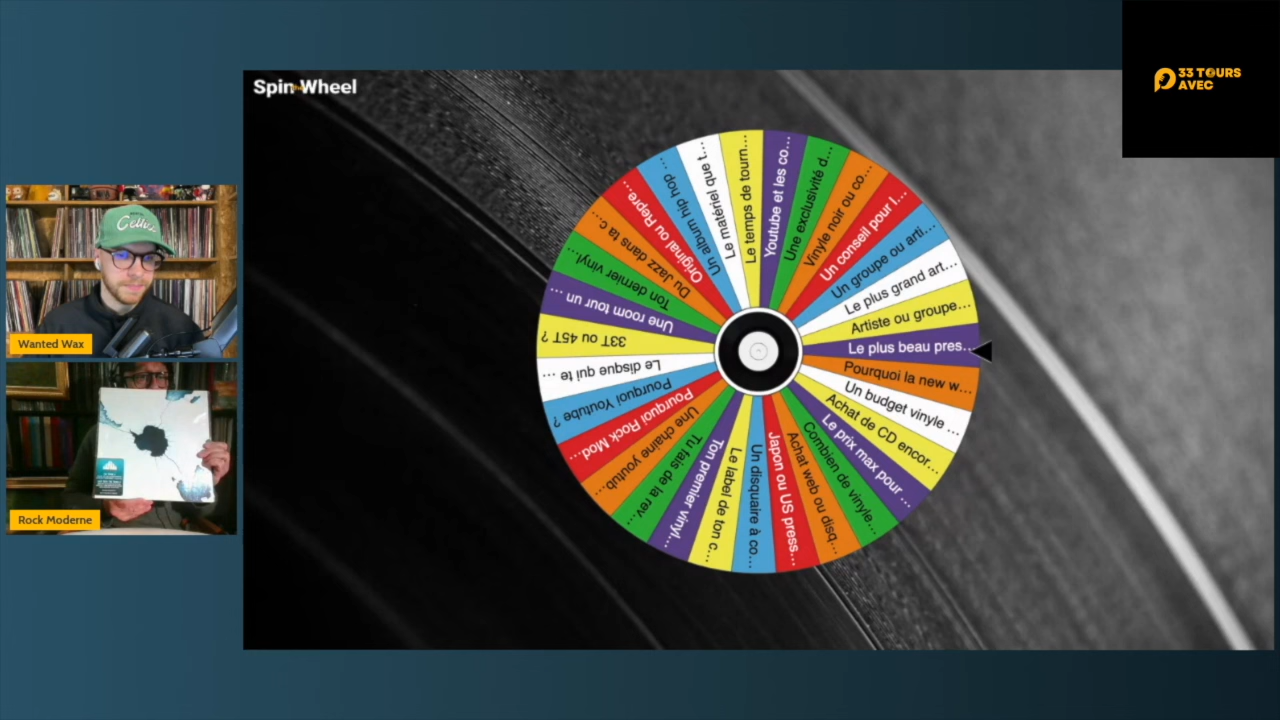 33 TOURS
AVEC
Spin The Wheel
Le plus beau pres...
Pourquoi la new w...
Un budget vinyle ...
Achat de CD encor...
Le prix max pour ...
Combien de vinyle...
Achat web ou disq...
Japon ou US press...
Un disquaire à co...
Le label de ton c...
Ton premier vinyl...
Tu fais de la rev...
Une chaîne youtub...
Pourquoi Rock Mod...
Pourquoi Youtube ?
Le disque qui te ...
33T ou 45T ?
Une room tour un ...
Ton dernier vinyl...
Du Jazz dans ta c...
Original ou Repre...
Un album hip hop ...
Le matériel que t...
Le temps de tourn...
Youtube et les co...
Une exclusivité d...
Vinyle noir ou co...
Un conseil pour l...
Un groupe ou arti...
Le plus grand art...
Artiste ou groupe...
Wanted Wax
Rock Moderne